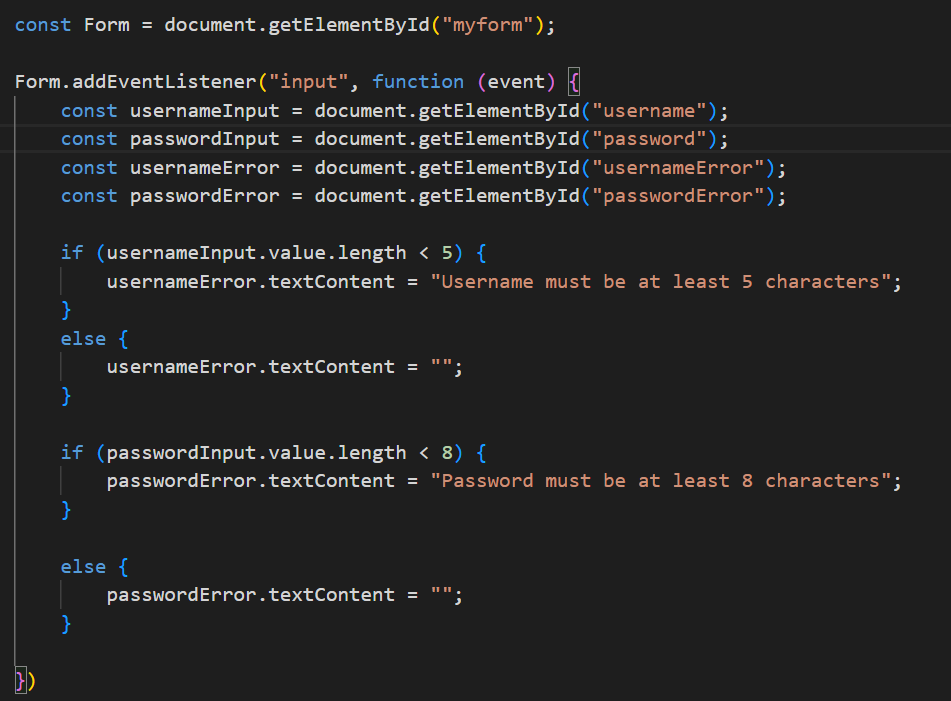 const Form = document.getElementById("myform");

Form.addEventListener("input", function (event) {
    const usernameInput = document.getElementById("username");
    const passwordInput = document.getElementById("password");
    const usernameError = document.getElementById("usernameError");
    const passwordError = document.getElementById("passwordError");

    if (usernameInput.value.length < 5) {
        usernameError.textContent = "Username must be at least 5 characters";
    }
    else {
        usernameError.textContent = "";
    }

    if (passwordInput.value.length < 8) {
        passwordError.textContent = "Password must be at least 8 characters";
    }

    else {
        passwordError.textContent = "";
    }

})